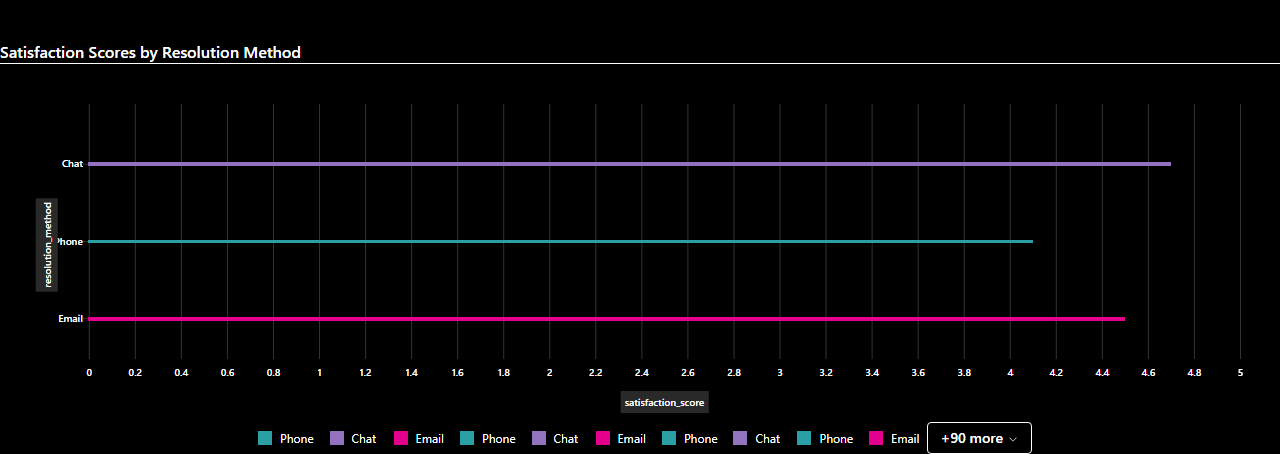 Satisfaction Scores by Resolution Method
Chat
Phone
Email
resolution_method
0 0.2 0.4 0.6 0.8 1 1.2 1.4 1.6 1.8 2 2.2 2.4 2.6 2.8 3 3.2 3.4 3.6 3.8 4 4.2 4.4 4.6 4.8 5
satisfaction_score
Phone Chat Email Phone Chat Email Phone Chat Phone Email +90 more